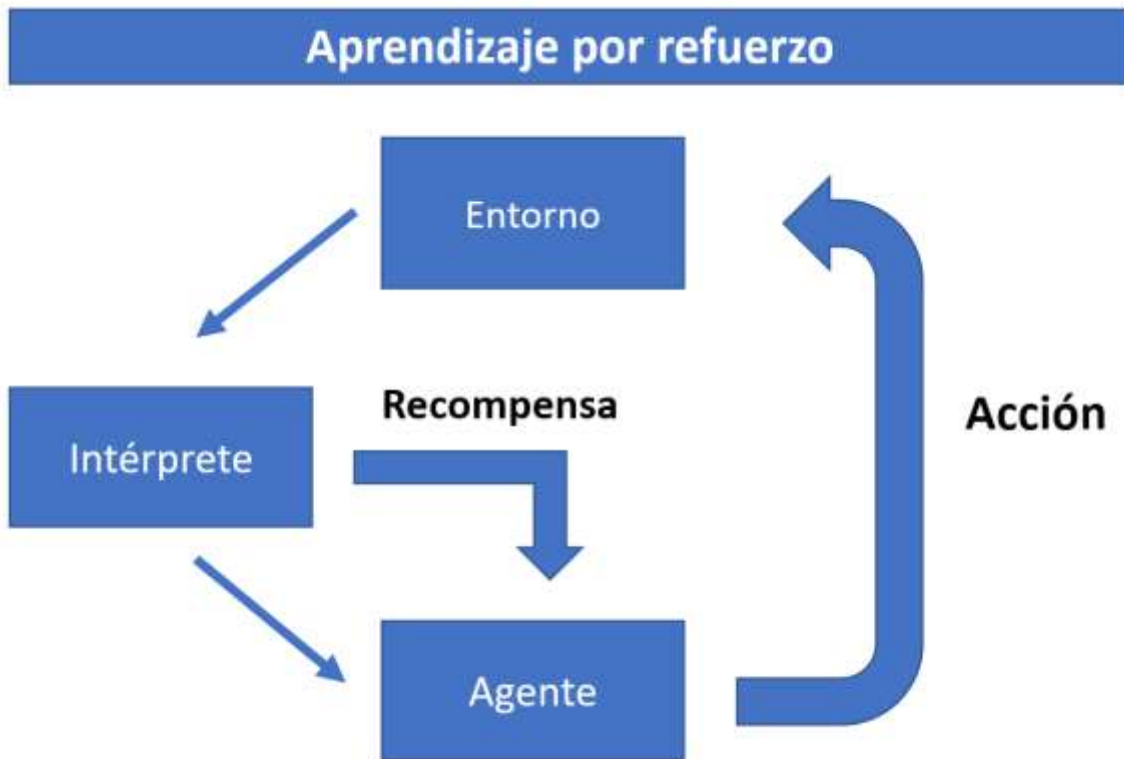 Aprendizaje por refuerzo
Entorno
Recompensa
Acción
Intérprete
Agente